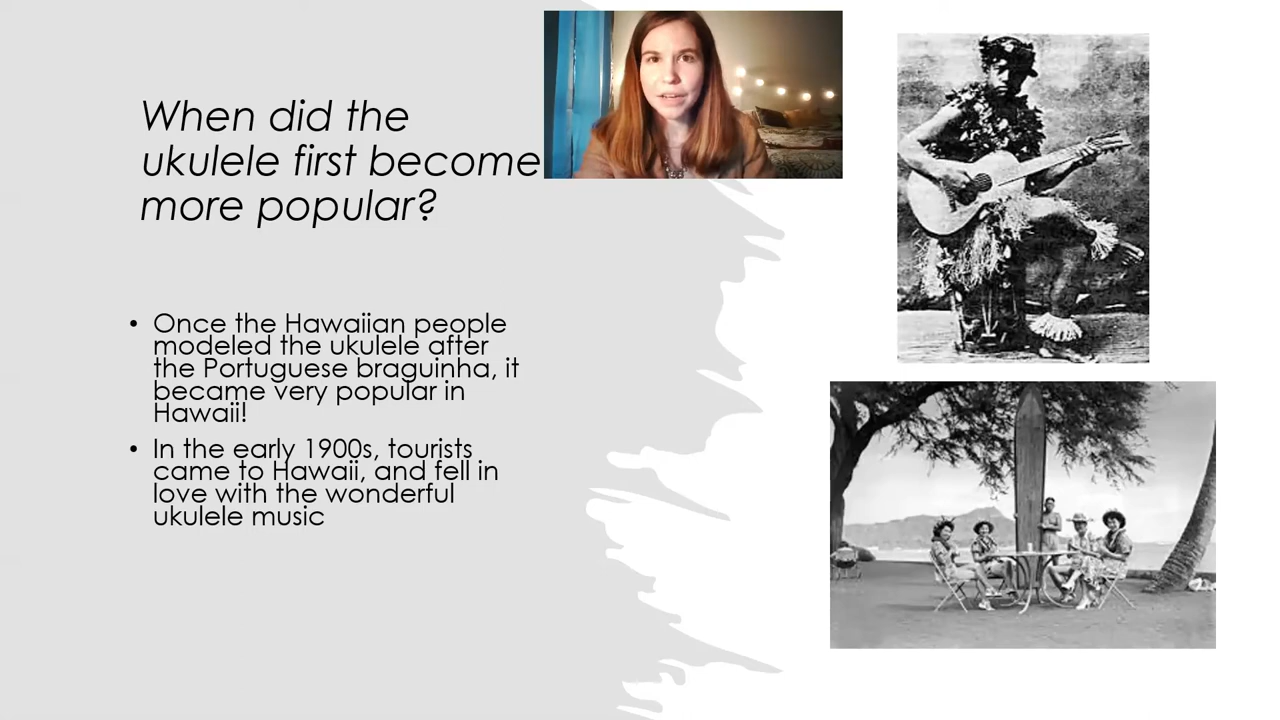 When did the
ukulele first become
more popular?
• Once the Hawaiian people
modeled the ukulele after
the Portuguese braguinha, it
became very popular in
Hawaii!
• In the early 1900s, tourists
came to Hawaii, and fell in
love with the wonderful
ukulele music